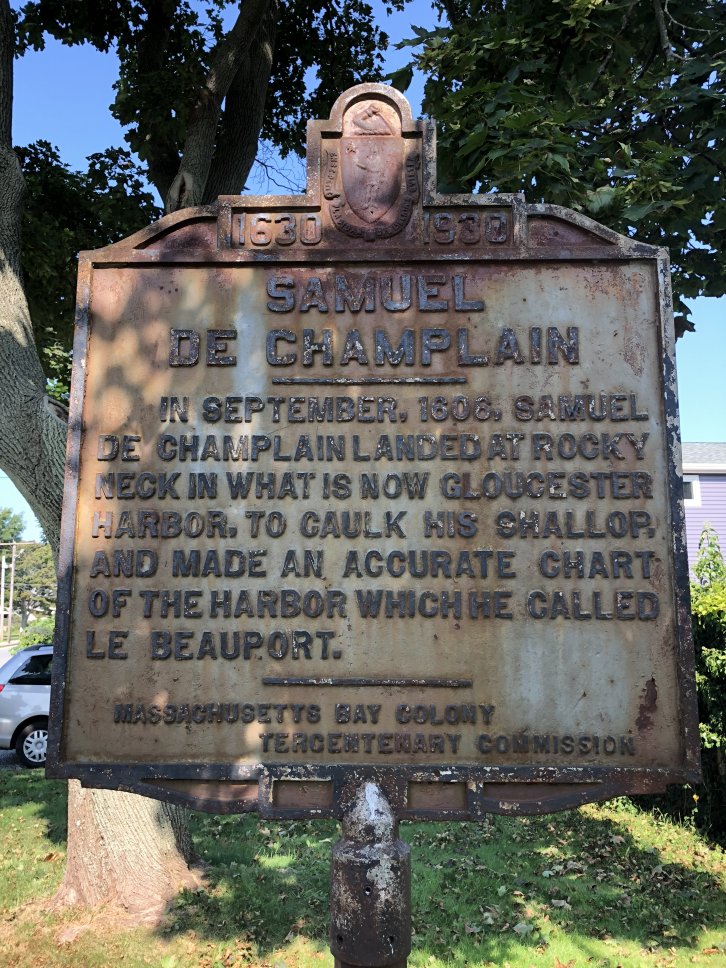 1630 1930
SAMUEL
DE CHAMPLAIN
IN SEPTEMBER, 1606, SAMUEL
DE CHAMPLAIN LANDED AT ROCKY
NECK IN WHAT IS NOW GLOUCESTER
HARBOR, TO CAULK HIS SHALLOP,
AND MADE AN ACCURATE CHART
OF THE HARBOR WHICH HE CALLED
LE BEAUPORT.
MASSACHUSETTS BAY COLONY
TERCENTENARY COMMISSION